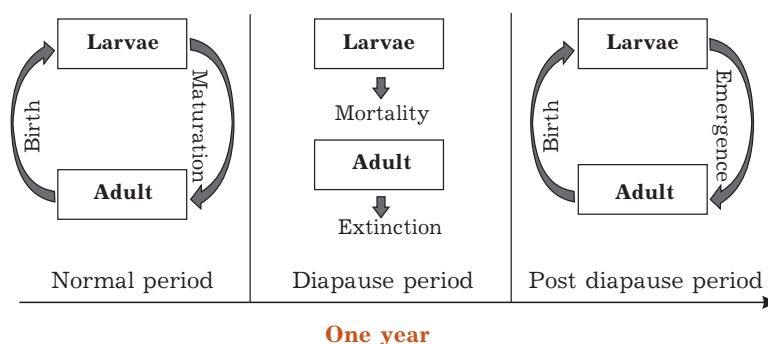 Larvae
Birth
Maturation
Adult
Normal period
Larvae
Mortality
Adult
Extinction
Diapause period
Larvae
Birth
Emergence
Adult
Post diapause period
One year